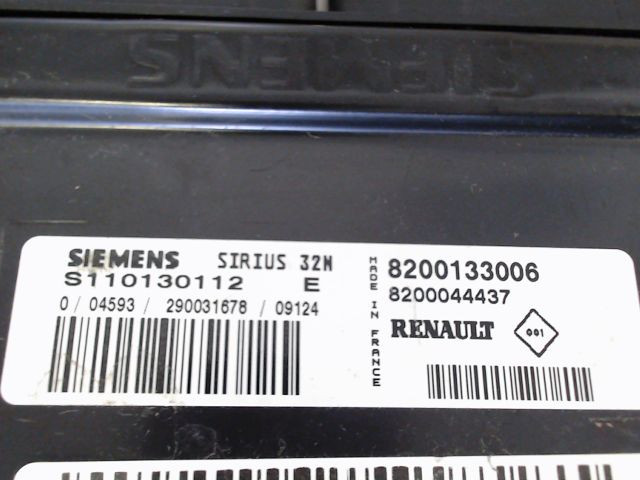 SIEMENS
SIEMENS SIRIUS 32N
S110130112 E
0 / 04593 / 290031678 / 09124
MADE IN FRANCE
8200133006
8200044437
RENAULT 001